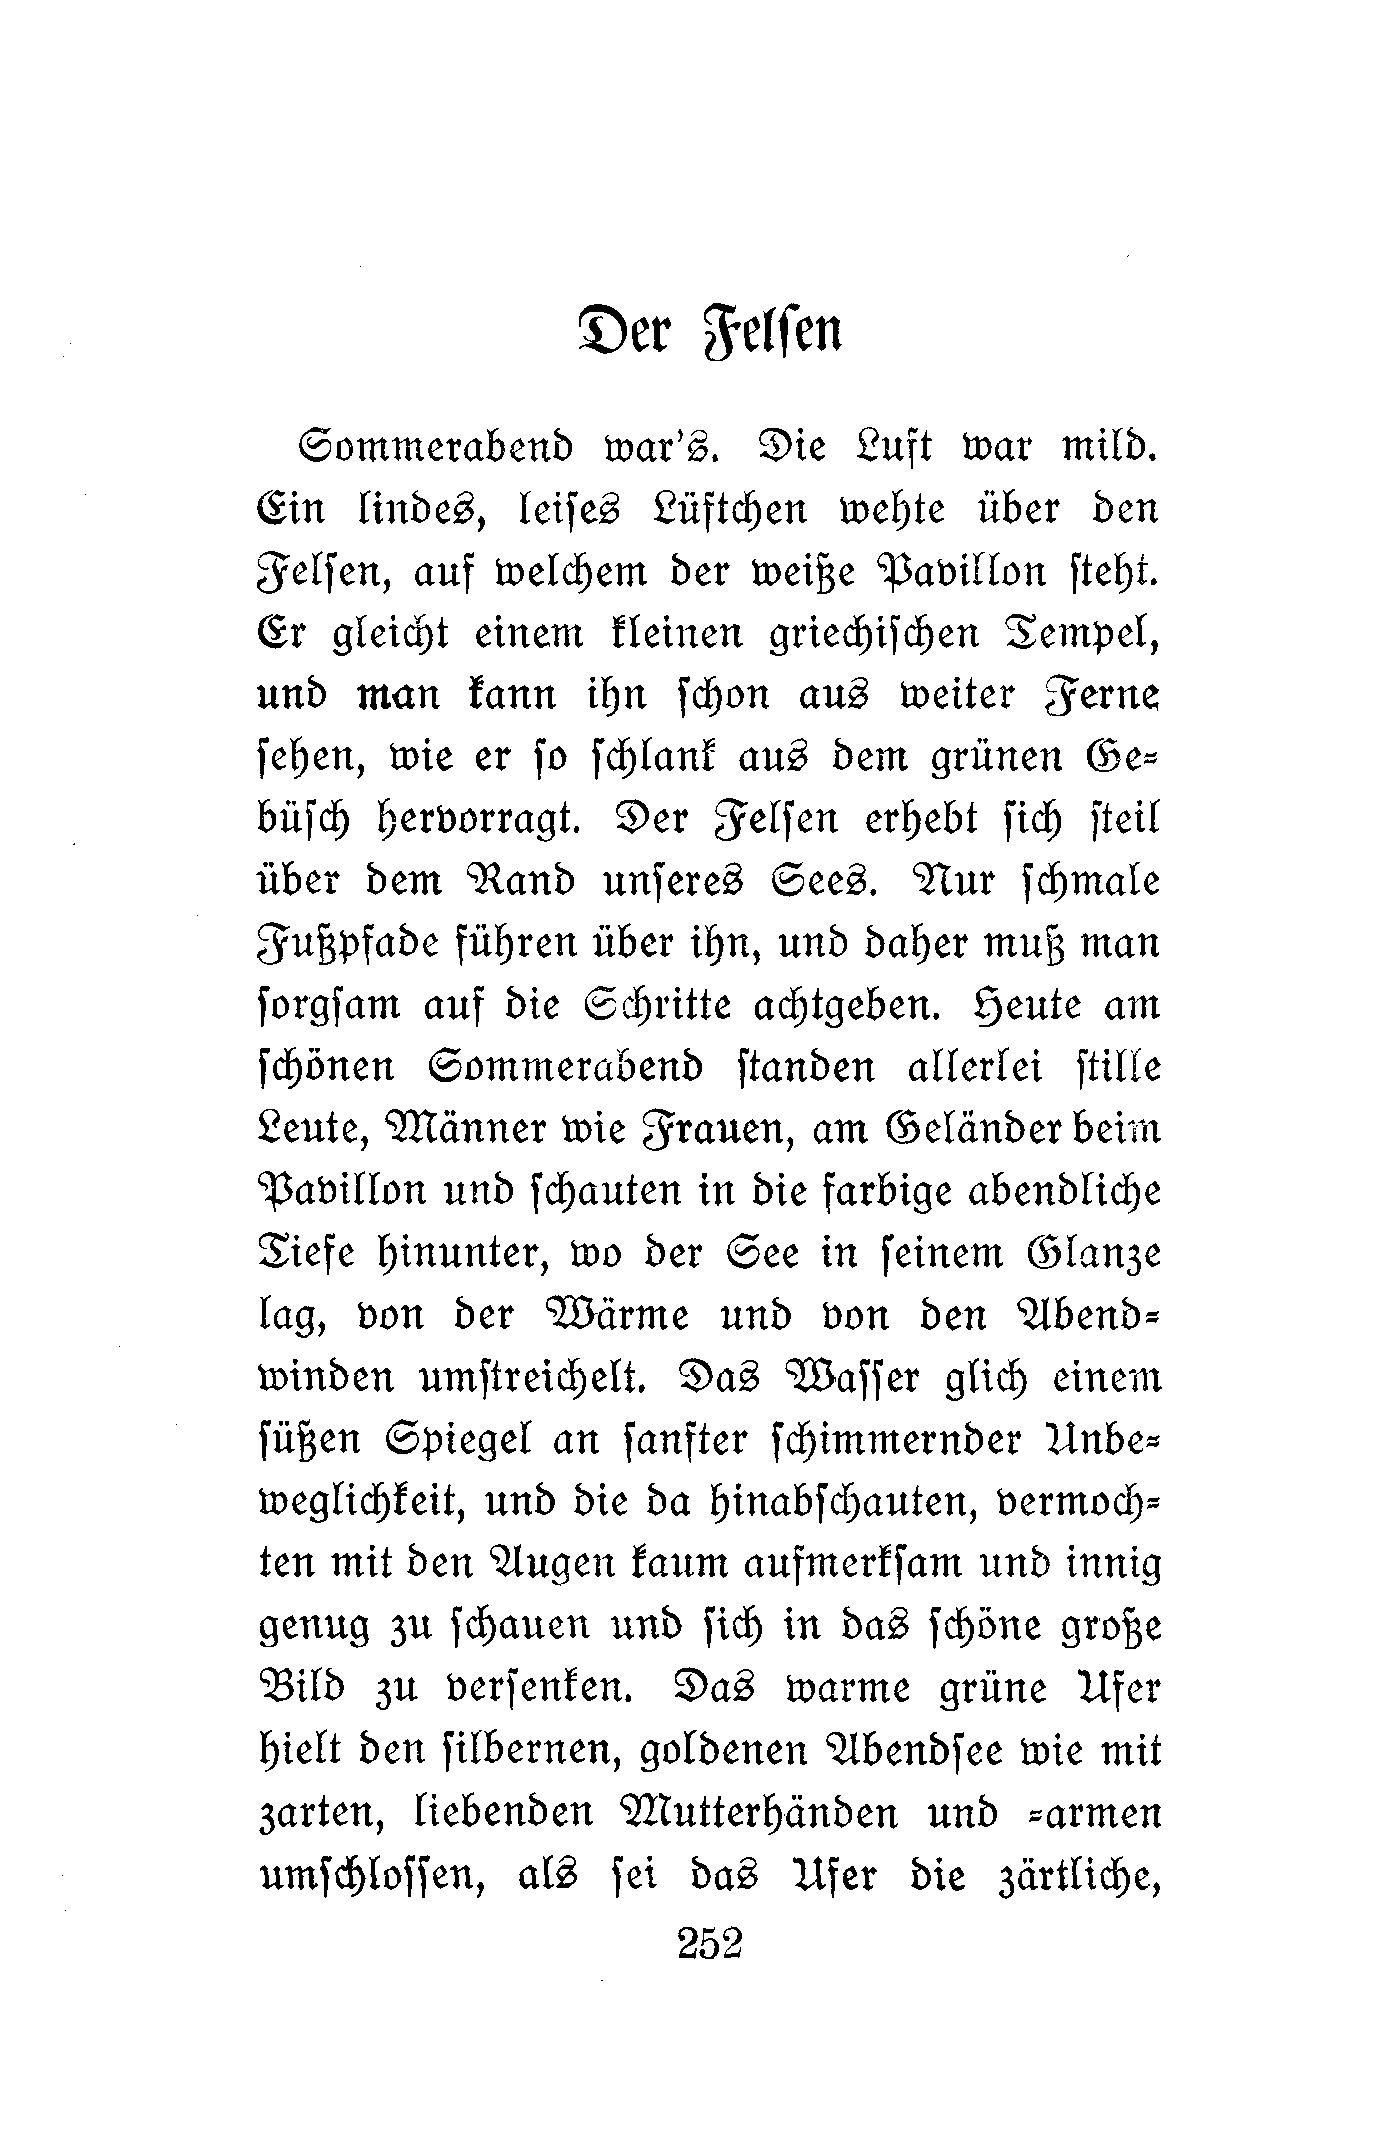 Der Felsen
Sommerabend war's. Die Luft war mild.
Ein lindes, leises Lüftchen wehte über den
Felsen, auf welchem der weiße Pavillon steht.
Er gleicht einem kleinen griechischen Tempel,
und man kann ihn schon aus weiter Ferne
sehen, wie er so schlank aus dem grünen Ge-
büsch hervorragt. Der Felsen erhebt sich steil
über dem Rand unseres Sees. Nur schmale
Fußpfade führen über ihn, und daher muß man
sorgsam auf die Schritte achtgeben. Heute am
schönen Sommerabend standen allerlei stille
Leute, Männer wie Frauen, am Geländer beim
Pavillon und schauten in die farbige abendliche
Tiefe hinunter, wo der See in seinem Glanze
lag, von der Wärme und von den Abend-
winden umstreichelt. Das Wasser glich einem
süßen Spiegel an sanfter schimmernder Unbe-
weglichkeit, und die da hinabschauten, vermoch-
ten mit den Augen kaum aufmerksam und innig
genug zu schauen und sich in das schöne große
Bild zu versenken. Das warme grüne Ufer
hielt den silbernen, goldenen Abendsee wie mit
zarten, liebenden Mutterhänden und -armen
umschlossen, als sei das Ufer die zärtliche,
252